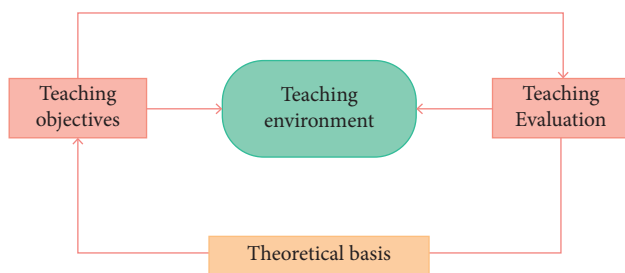 Teaching
objectives
Teaching
environment
Teaching
Evaluation
Theoretical basis